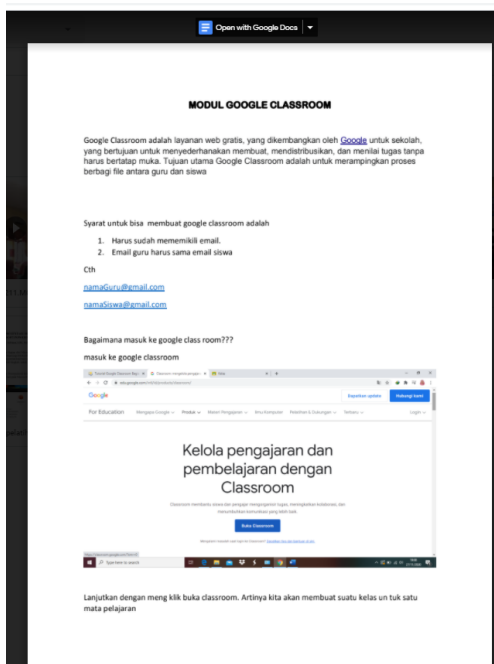 Open with Google Docs
MODUL GOOGLE CLASSROOM
Google Classroom adalah layanan web gratis, yang dikembangkan oleh Google untuk sekolah,
yang bertujuan untuk menyederhanakan membuat, mendistribusikan, dan menilai tugas tanpa
harus bertatap muka. Tujuan utama Google Classroom adalah untuk merampingkan proses
berbagi file antara guru dan siswa
Syarat untuk bisa membuat google classroom adalah
1. Harus sudah mememikili email.
2. Email guru harus sama email siswa
Cth
namaGuru@gmail.com
namaSiswa@gmail.com
Bagaimana masuk ke google class room???
masuk ke google classroom
Google
For Education
Kelola pengajaran dan
pembelajaran dengan
Classroom
Buka Classroom
Type here to search
Lanjutkan dengan meng klik buka classroom. Artinya kita akan membuat suatu kelas un tuk satu
mata pelajaran